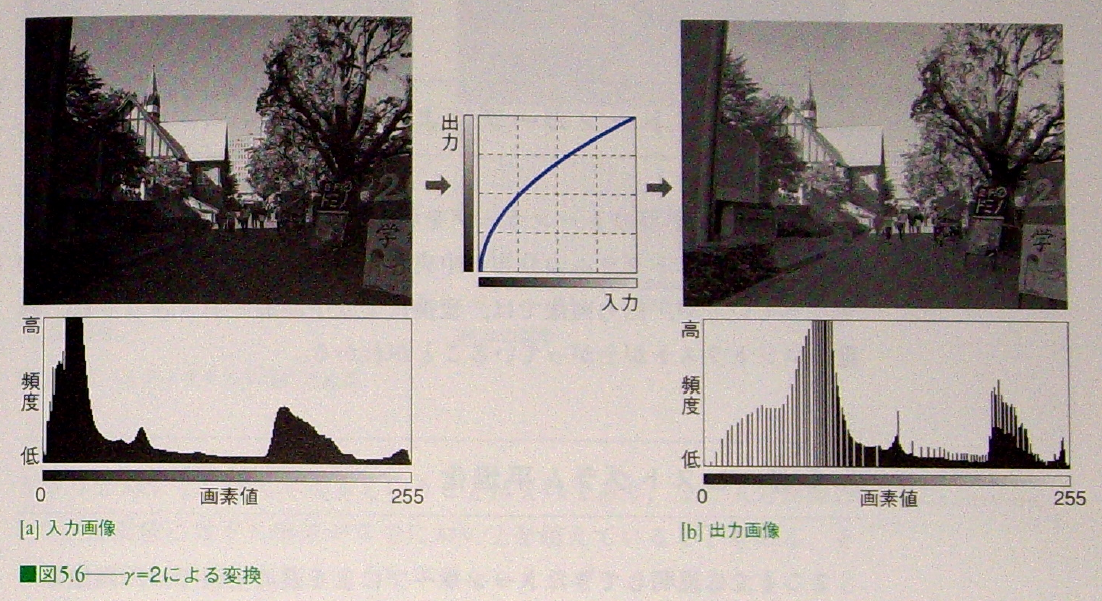 出力
入力
高
頻度
低
0
画素値
255
[a] 入力画像
高
頻度
低
0
画素値
255
[b] 出力画像
■図5.6──γ=2による変換